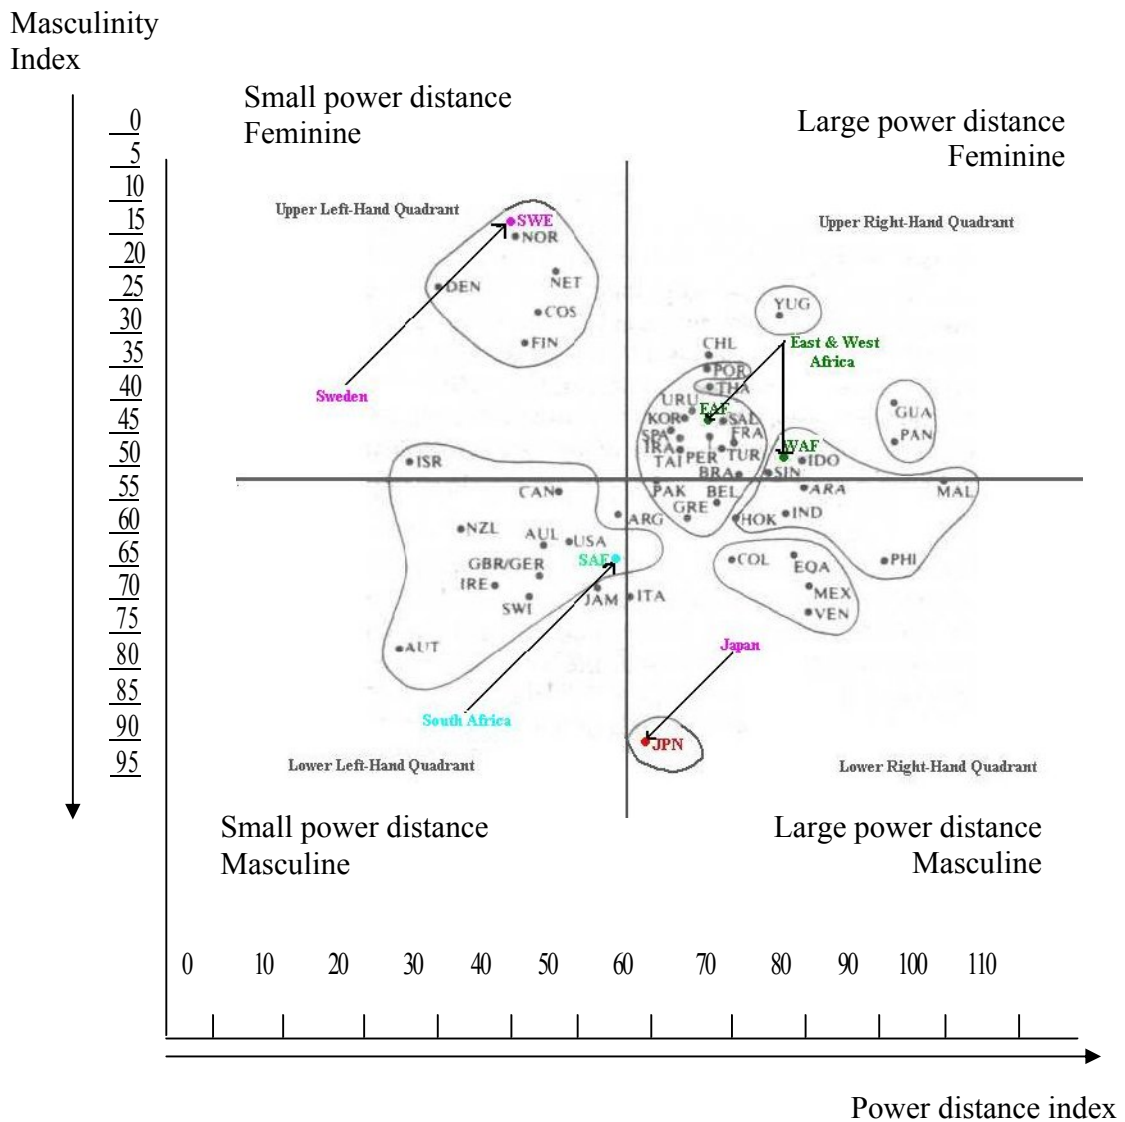 Masculinity
Index
Small power distance
Feminine
Large power distance
Feminine
0
5
10
15
20
25
30
35
40
45
50
55
60
65
70
75
80
85
90
95
Upper Left-Hand Quadrant
Upper Right-Hand Quadrant
SWE
NOR
DEN
NET
COS
FIN
Sweden
YUG
East & West
Africa
CHL
POR
THA
URU
EAF
KOR
SAL
SPA
FRA
IRA
TAI
PER
TUR
BRA
GUA
PAN
WAF
IDO
SIN
ISR
CAN
PAK
BEL
ARA
MAL
GRE
ARG
HOK
IND
NZL
AUL
USA
SAF
GBR/GER
IRE
SWI
JAM
ITA
COL
EQA
PHI
MEX
VEN
AUT
Japan
South Africa
JPN
Lower Left-Hand Quadrant
Lower Right-Hand Quadrant
Small power distance
Masculine
Large power distance
Masculine
0 10 20 30 40 50 60 70 80 90 100 110
Power distance index